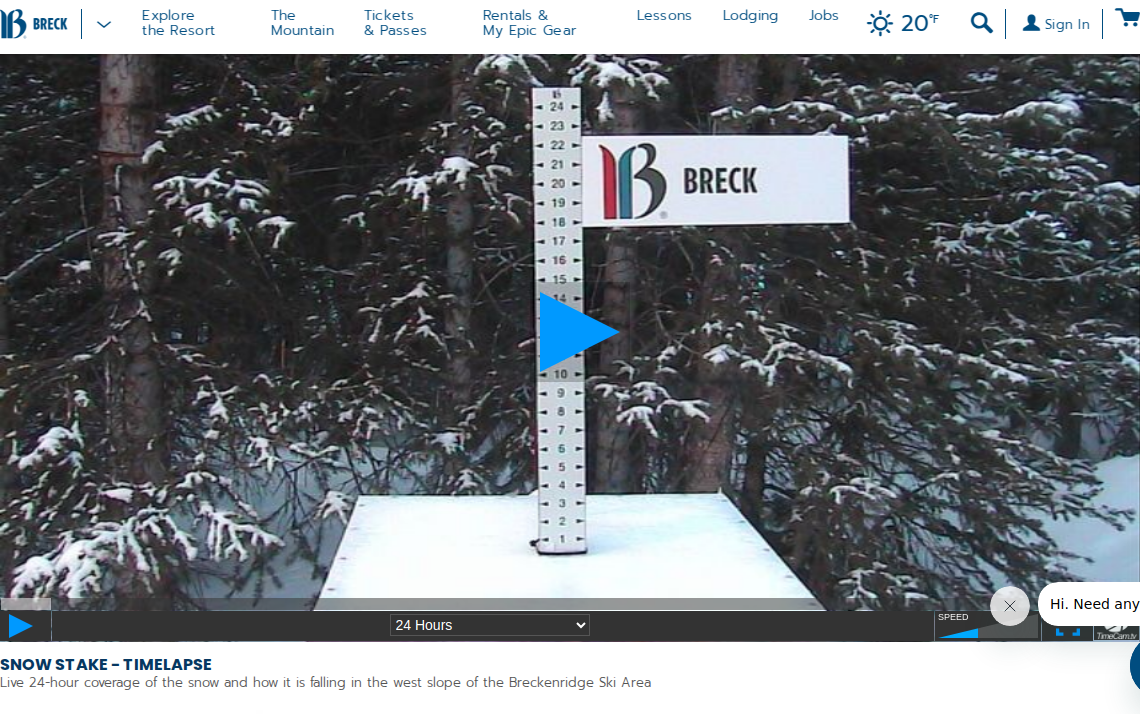 BRECK
Explore
the Resort
The
Mountain
Tickets
& Passes
Rentals &
My Epic Gear
Lessons
Lodging
Jobs
20°F
Sign In
24
23
22
21
20
19
18
17
16
15
14
10
9
8
7
6
5
4
3
2
1
B BRECK
®
24 Hours
SPEED
Hi. Need any
TimeCam.tv
SNOW STAKE - TIMELAPSE
Live 24-hour coverage of the snow and how it is falling in the west slope of the Breckenridge Ski Area